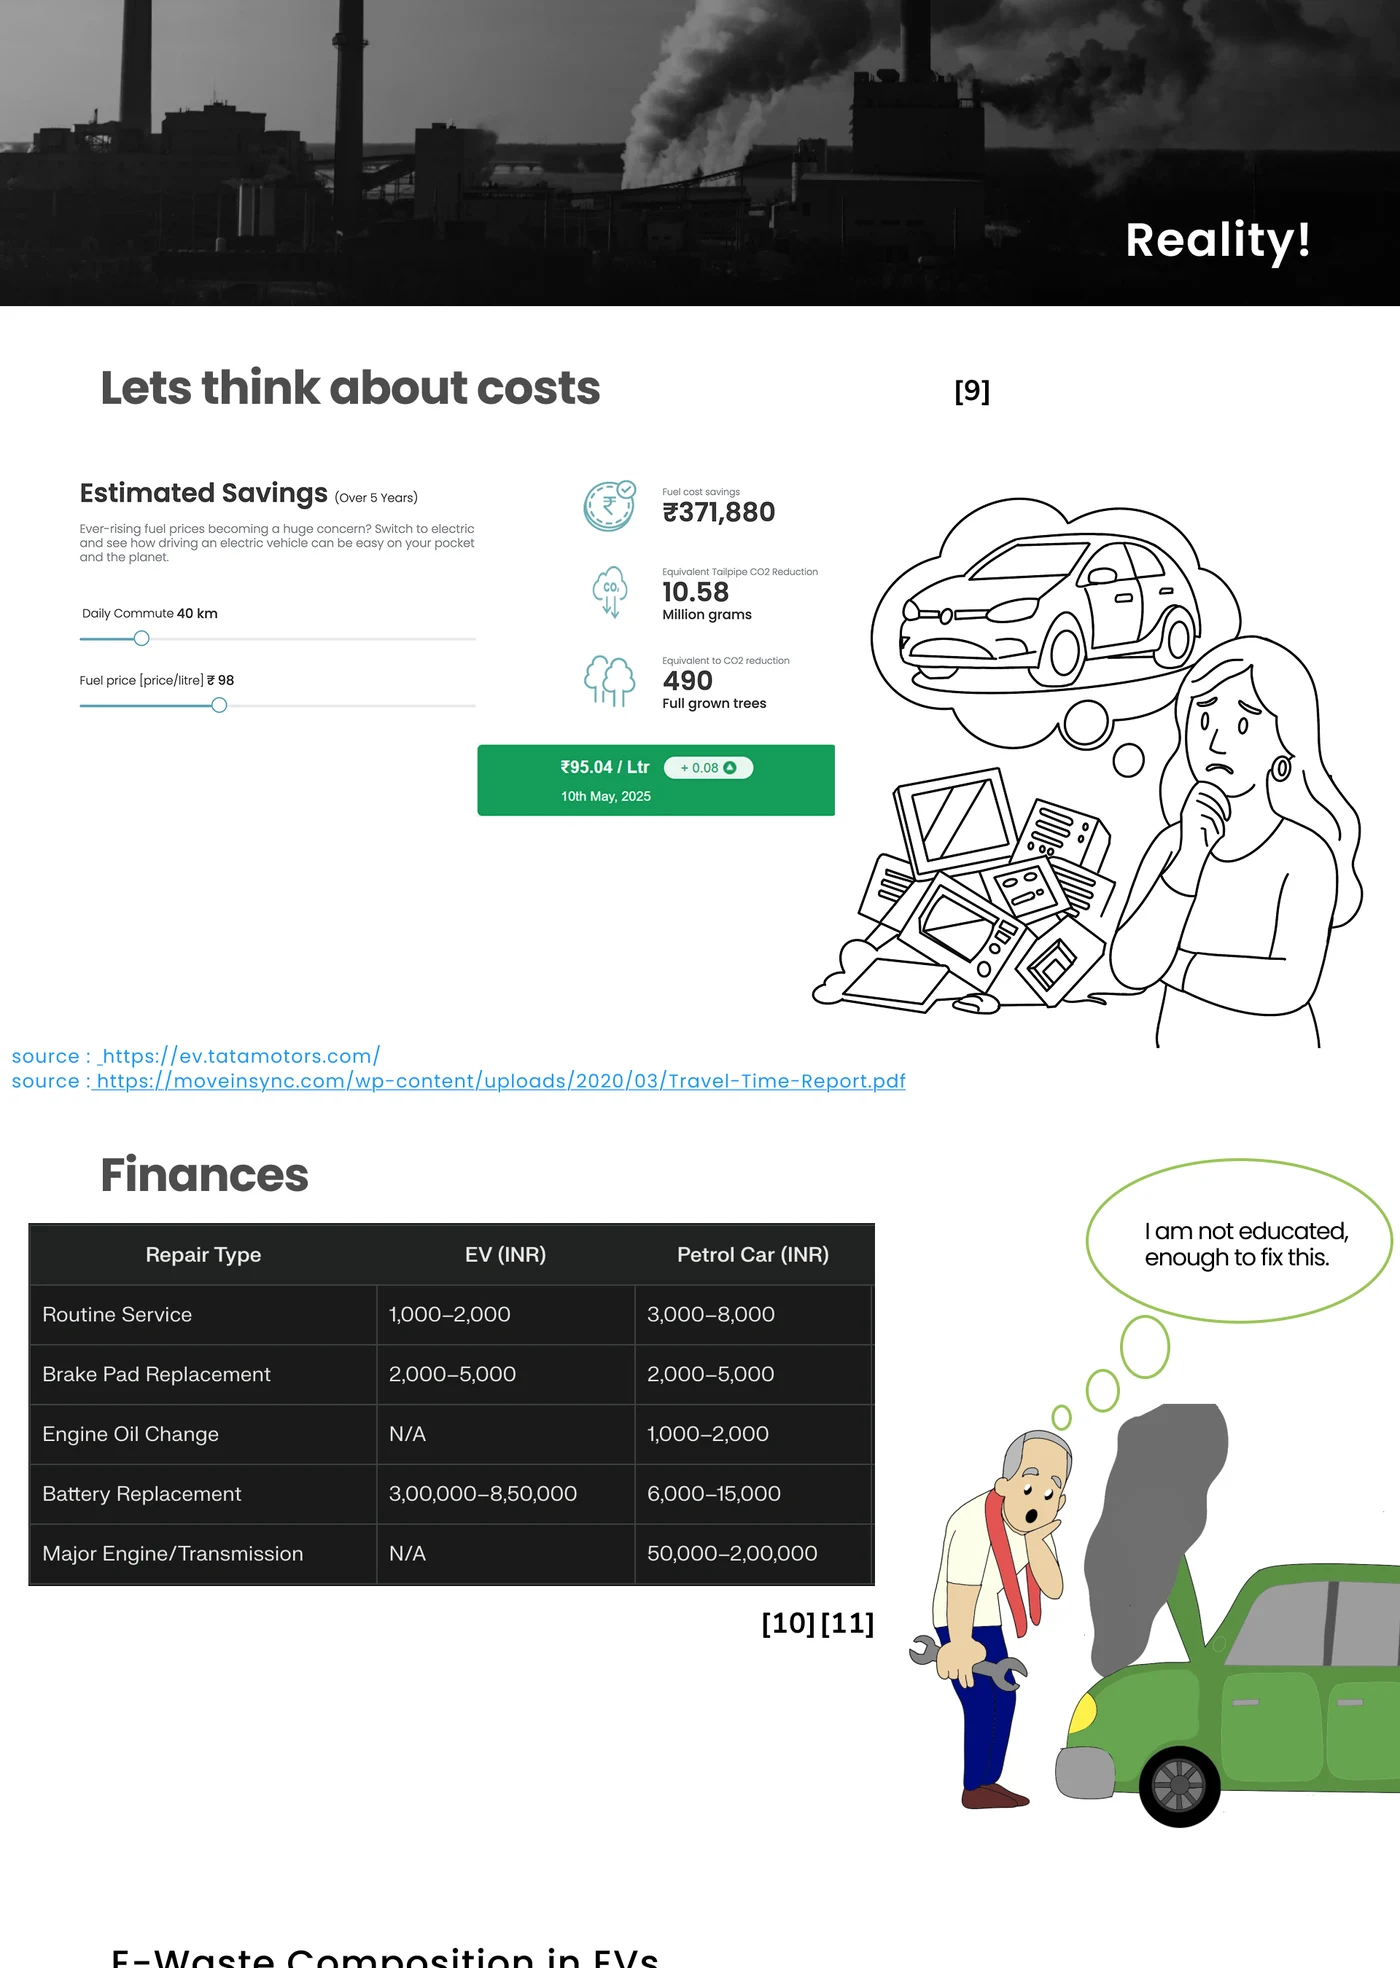 Reality!
Lets think about costs
[9]
Estimated Savings (Over 5 Years)
Ever-rising fuel prices becoming a huge concern? Switch to electric
and see how driving an electric vehicle can be easy on your pocket
and the planet.
Daily Commute 40 km
Fuel price [price/litre] ₹ 98
Fuel cost savings
₹371,880
Equivalent Tailpipe CO2 Reduction
CO2
10.58
Million grams
Equivalent to CO2 reduction
490
Full grown trees
₹95.04 / Ltr + 0.08
10th May, 2025
source : https://ev.tatamotors.com/
source : https://moveinsync.com/wp-content/uploads/2020/03/Travel-Time-Report.pdf
Finances
Repair Type EV (INR) Petrol Car (INR)
Routine Service 1,000–2,000 3,000–8,000
Brake Pad Replacement 2,000–5,000 2,000–5,000
Engine Oil Change N/A 1,000–2,000
Battery Replacement 3,00,000–8,50,000 6,000–15,000
Major Engine/Transmission N/A 50,000–2,00,000
[10][11]
I am not educated,
enough to fix this.
E-Waste Composition in EVs